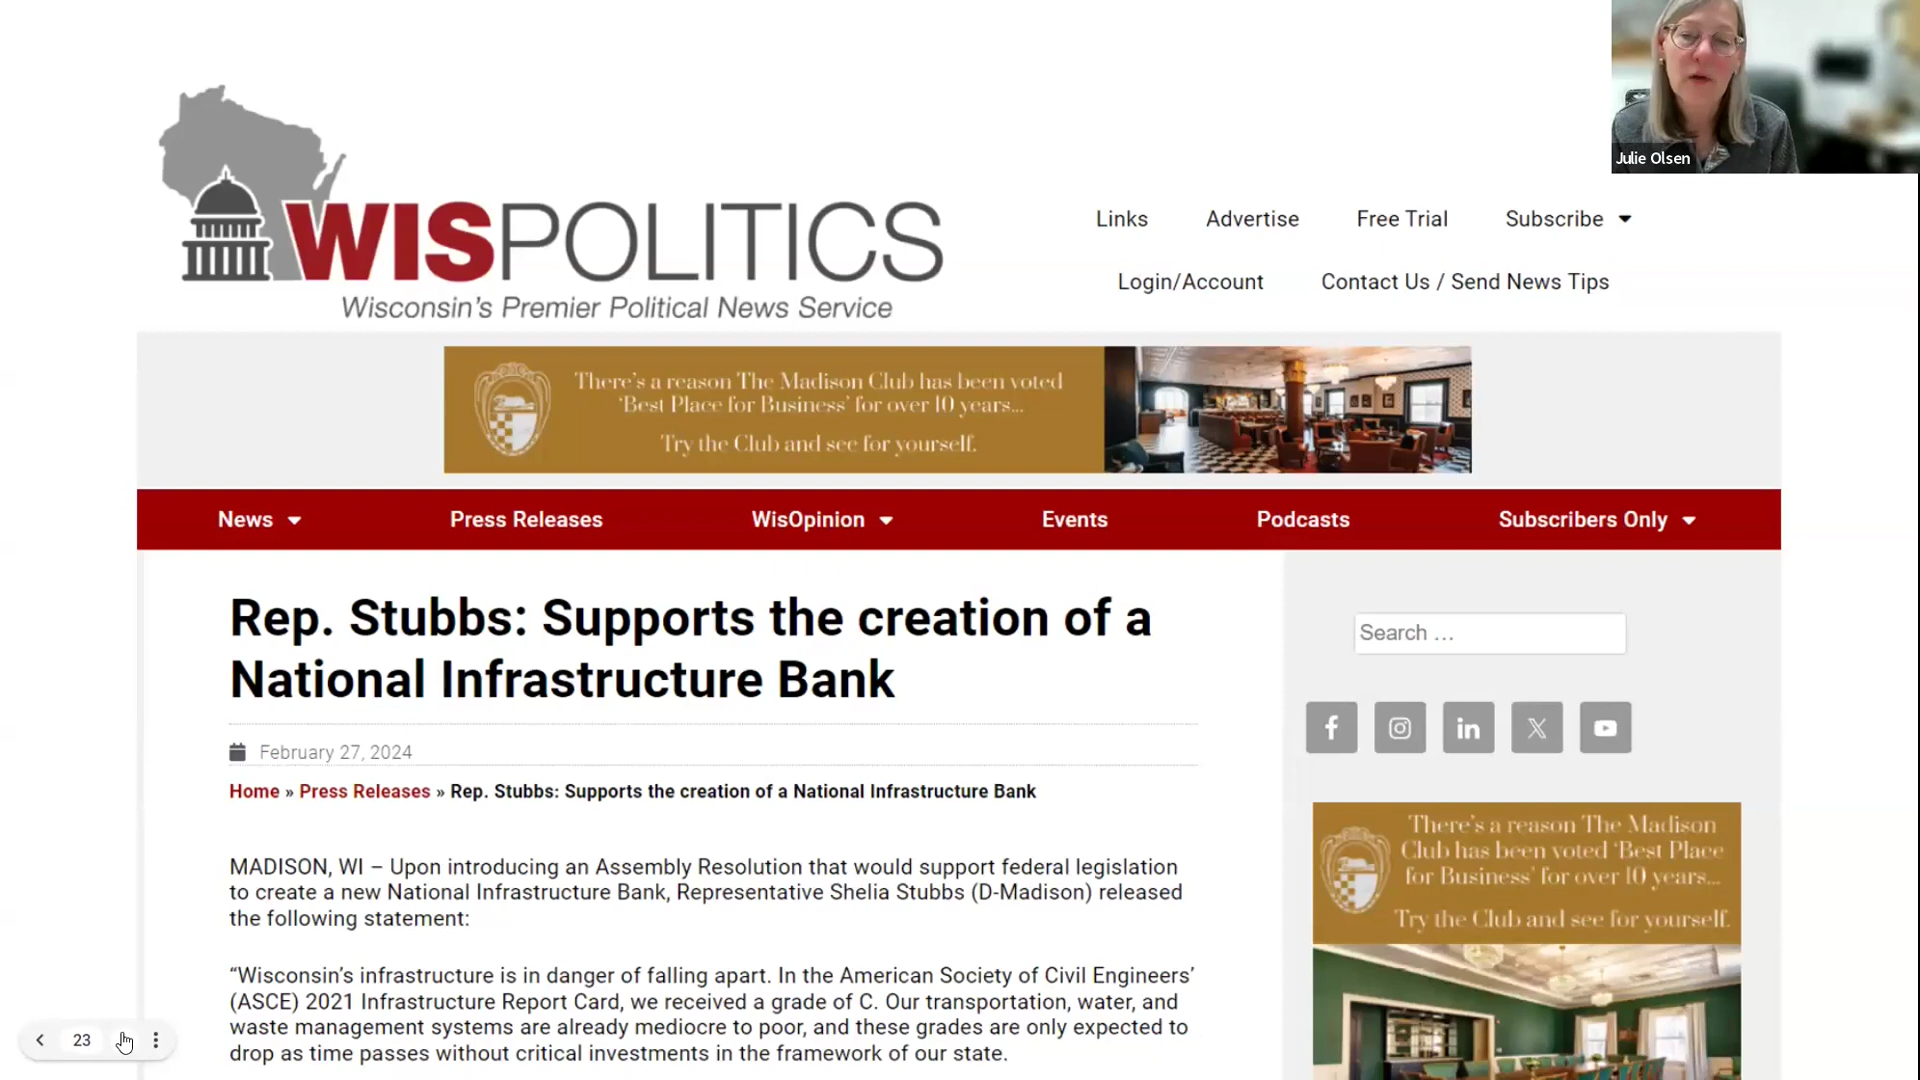 Julie Olsen
WISPOLITICS
Wisconsin's Premier Political News Service
Links Advertise Free Trial Subscribe
Login/Account Contact Us / Send News Tips
There's a reason The Madison Club has been voted
'Best Place for Business' for over 10 years...
Try the Club and see for yourself.
News Press Releases WisOpinion Events Podcasts Subscribers Only
Rep. Stubbs: Supports the creation of a
National Infrastructure Bank
February 27, 2024
Home » Press Releases » Rep. Stubbs: Supports the creation of a National Infrastructure Bank
MADISON, WI – Upon introducing an Assembly Resolution that would support federal legislation
to create a new National Infrastructure Bank, Representative Shelia Stubbs (D-Madison) released
the following statement:
“Wisconsin’s infrastructure is in danger of falling apart. In the American Society of Civil Engineers’
(ASCE) 2021 Infrastructure Report Card, we received a grade of C. Our transportation, water, and
waste management systems are already mediocre to poor, and these grades are only expected to
drop as time passes without critical investments in the framework of our state.
Search …
There's a reason The Madison
Club has been voted 'Best Place
for Business' for over 10 years...
Try the Club and see for yourself.
23